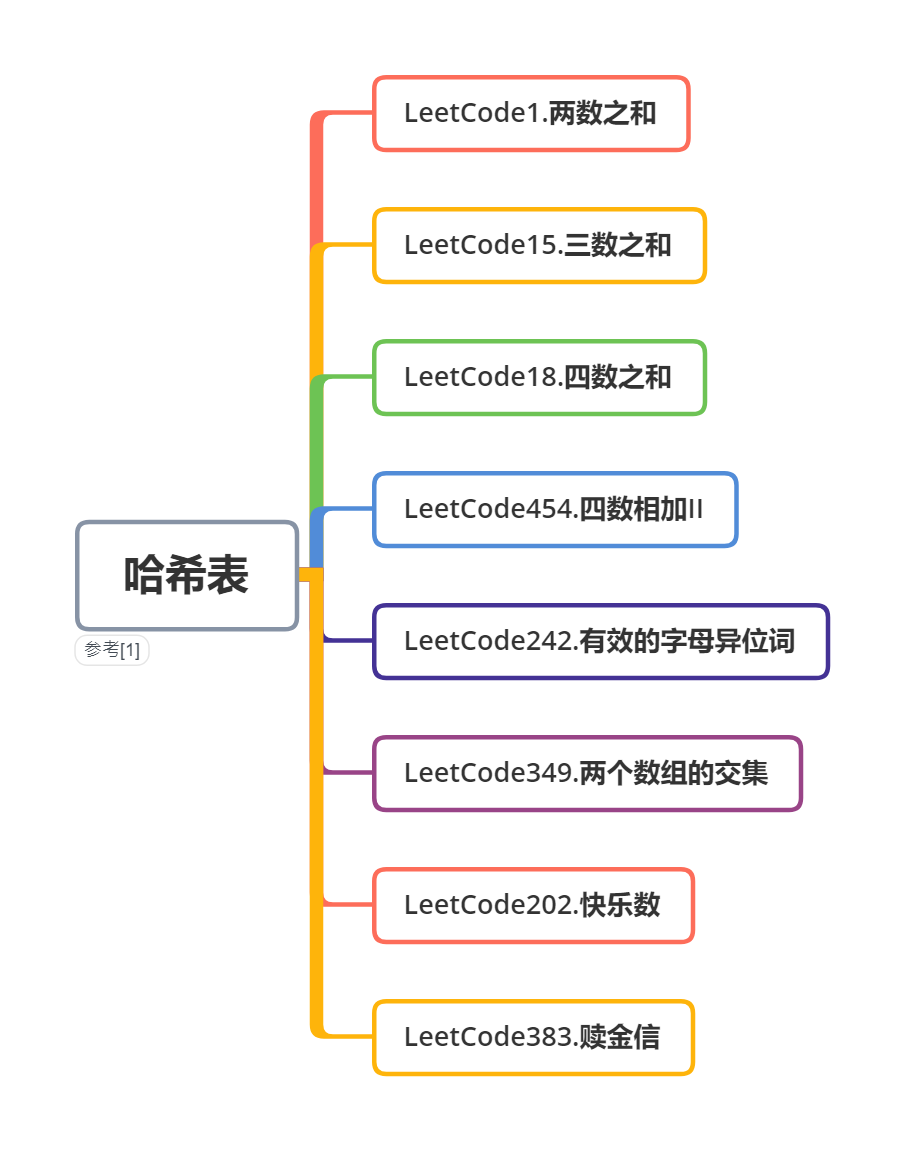 LeetCode1.两数之和
LeetCode15.三数之和
LeetCode18.四数之和
LeetCode454.四数相加II
哈希表
参考[1]
LeetCode242.有效的字母异位词
LeetCode349.两个数组的交集
LeetCode202.快乐数
LeetCode383.赎金信